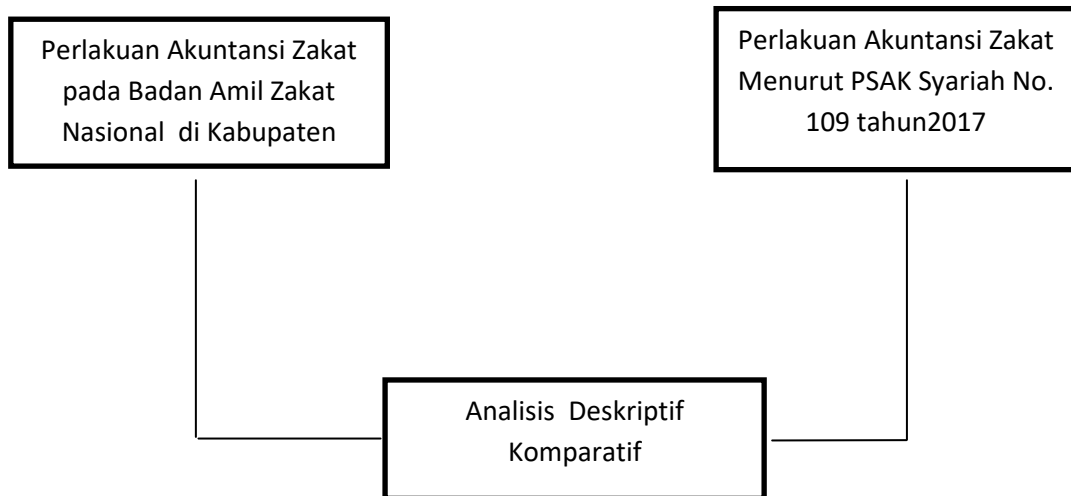 Perlakuan Akuntansi Zakat
pada Badan Amil Zakat
Nasional di Kabupaten
Perlakuan Akuntansi Zakat
Menurut PSAK Syariah No.
109 tahun2017
Analisis Deskriptif
Komparatif